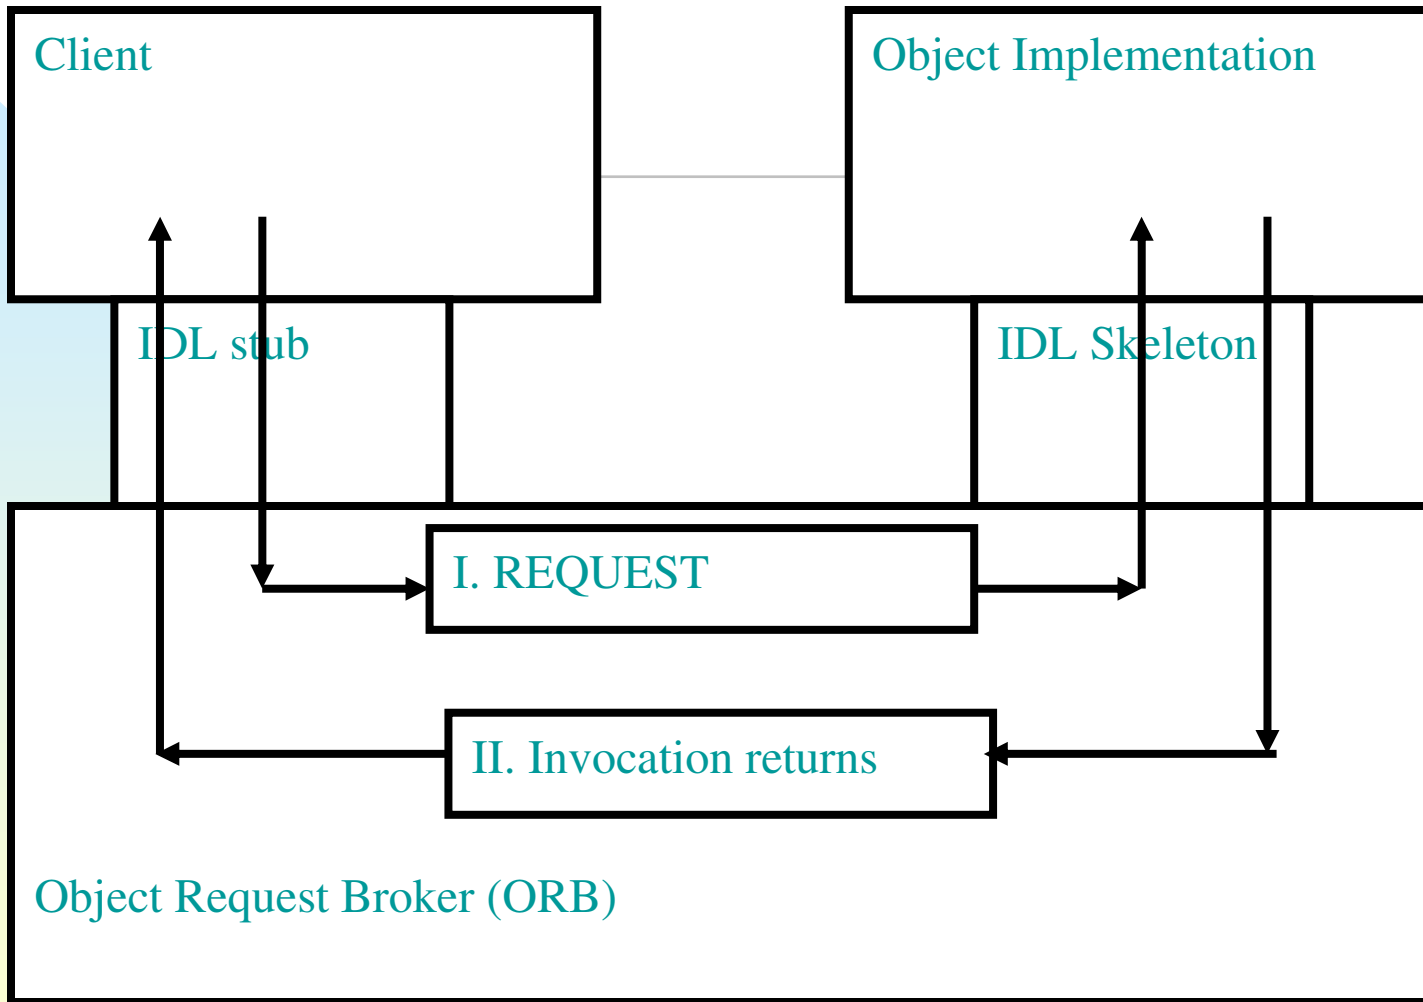 Client
Object Implementation
IDL stub
IDL Skeleton
I. REQUEST
II. Invocation returns
Object Request Broker (ORB)